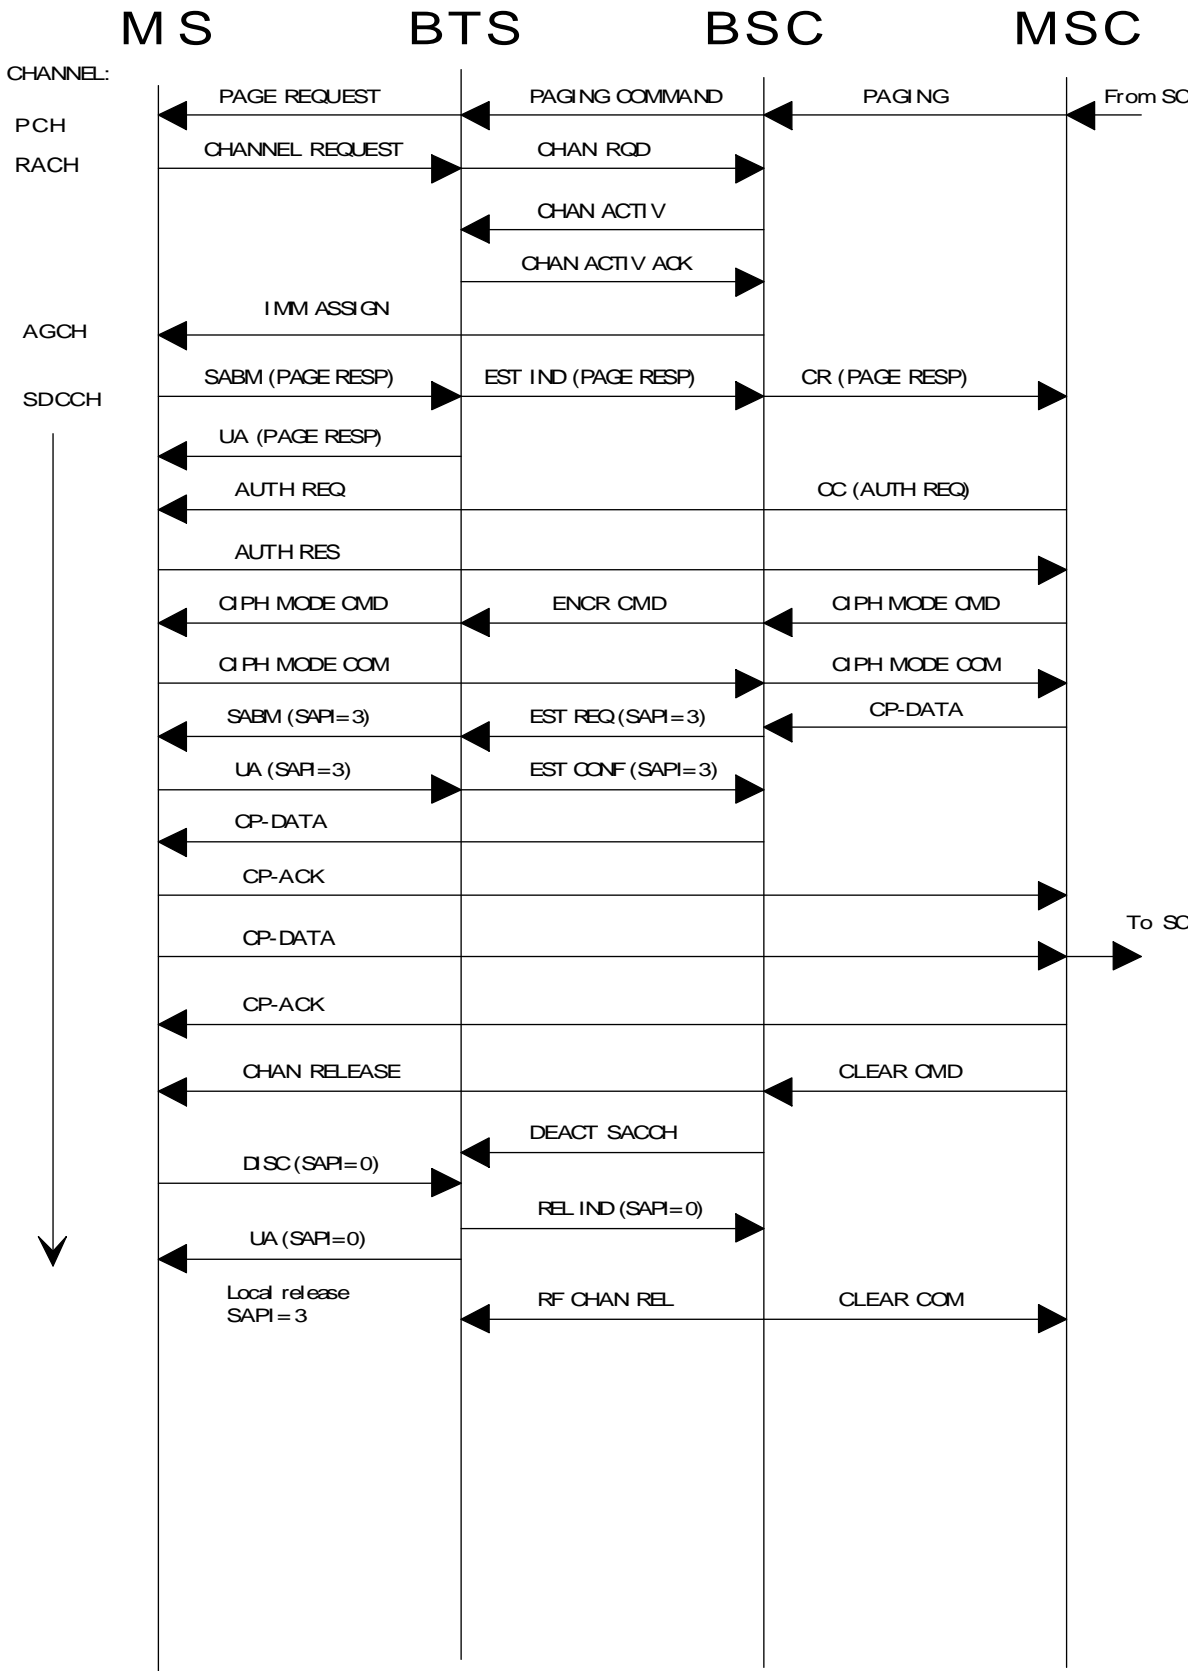 MS BTS BSC MSC
CHANNEL:
PAGE REQUEST PAGING COMMAND PAGING From SC
PCH
CHANNEL REQUEST CHAN RQD
RACH
CHAN ACTIV
CHAN ACTIV ACK
IMM ASSIGN
AGCH
SABM (PAGE RESP) EST IND (PAGE RESP) CR (PAGE RESP)
SDCCH
UA (PAGE RESP)
AUTH REQ CC (AUTH REQ)
AUTH RES
CIPH MODE CMD ENCR CMD CIPH MODE CMD
CIPH MODE COM CIPH MODE COM
CP-DATA
SABM (SAPI=3) EST REQ (SAPI=3)
UA (SAPI=3) EST CONF (SAPI=3)
CP-DATA
CP-ACK
To SC
CP-DATA
CP-ACK
CHAN RELEASE CLEAR CMD
DEACT SACCH
DISC (SAPI=0)
REL IND (SAPI=0)
UA (SAPI=0)
Local release
SAPI=3
RF CHAN REL CLEAR COM